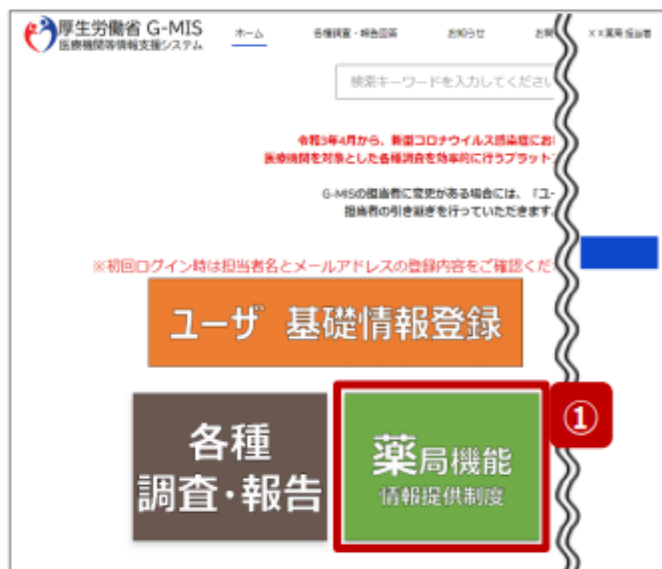 厚生労働省 G-MIS
医療機関等情報支援システム
ホーム
各種調査・報告回答
お知らせ
お問
××薬局 担当者
検索キーワードを入力してください
令和3年4月から、新型コロナウイルス感染症にお
医療機関を対象とした各種調査を効率的に行うプラット
G-MISの担当者に変更がある場合には、「ユー
担当者の引き継ぎを行っていただきます。
※初回ログイン時は担当者名とメールアドレスの登録内容をご確認くだ
ユーザ 基礎情報登録
各種
調査・報告
薬局機能
情報提供制度
①